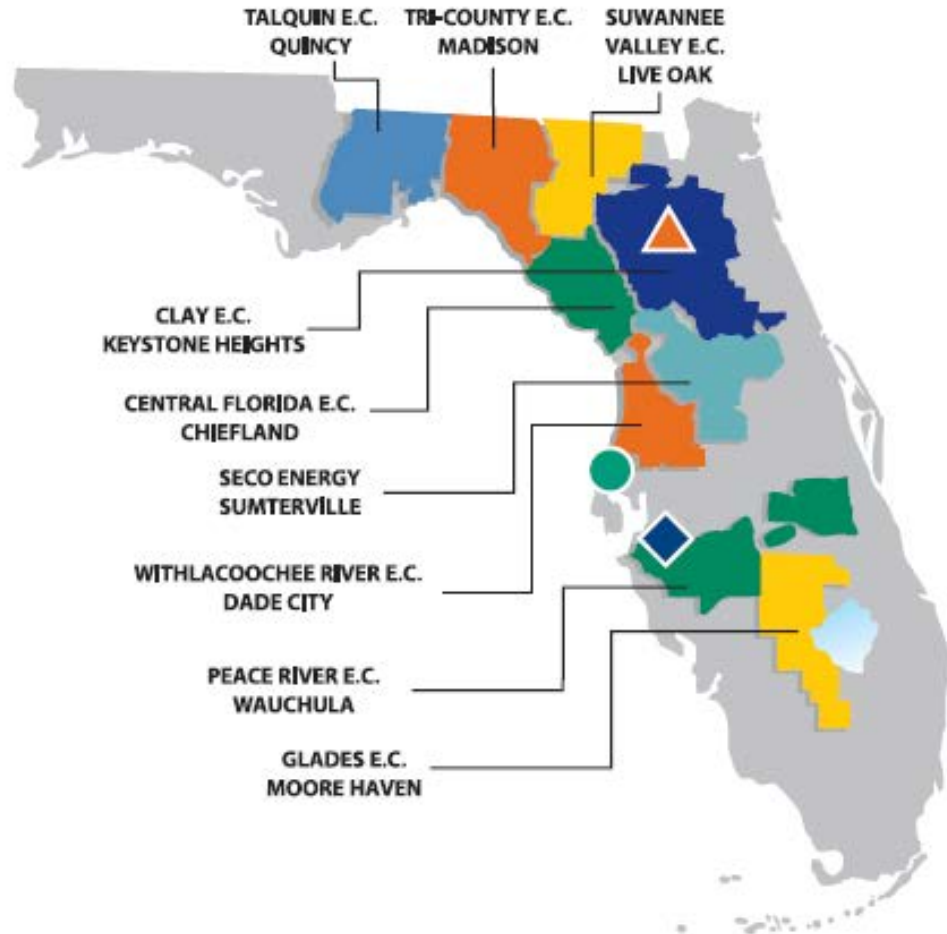 TALQUIN E.C.
QUINCY
TRI-COUNTY E.C.
MADISON
SUWANNEE
VALLEY E.C.
LIVE OAK
CLAY E.C.
KEYSTONE HEIGHTS
CENTRAL FLORIDA E.C.
CHIEFLAND
SECO ENERGY
SUMTERVILLE
WITHLACOOCHEE RIVER E.C.
DADE CITY
PEACE RIVER E.C.
WAUCHULA
GLADES E.C.
MOORE HAVEN